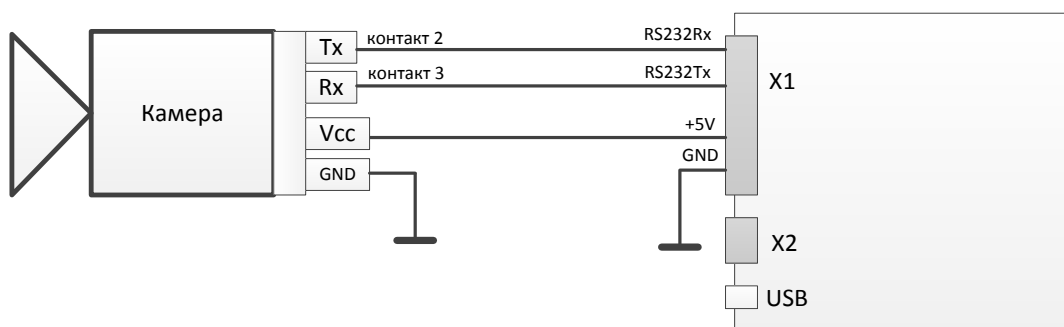 Tx контакт 2 RS232Rx
Rx контакт 3 RS232Tx
X1
Камера
Vcc +5V
GND
GND
X2
USB